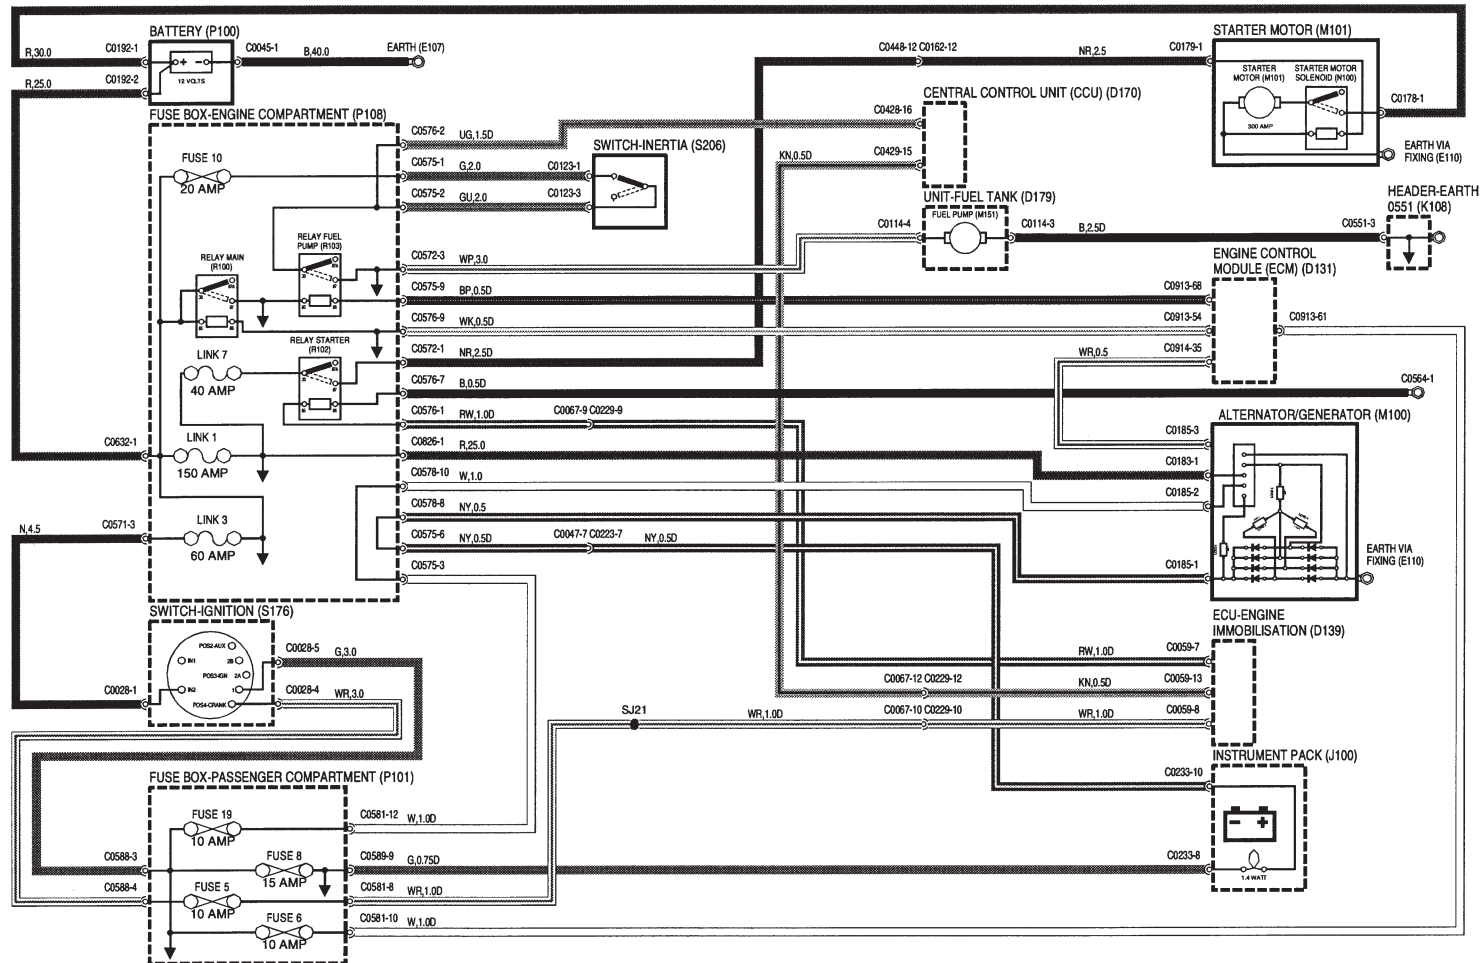 BATTERY (P100)
R,30.0
C0192-1
C0045-1
B,40.0
EARTH (E107)
+ -
12 VOLTS
R,25.0
C0192-2
FUSE BOX-ENGINE COMPARTMENT (P108)
FUSE 10
20 AMP
C0576-2
UG,1.5D
C0575-1
G,2.0
C0123-1
C0575-2
GU,2.0
C0123-3
SWITCH-INERTIA (S206)
RELAY FUEL
PUMP (R103)
RELAY MAIN
(R100)
C0572-3
WP,3.0
C0575-9
BP,0.5D
C0576-9
WK,0.5D
RELAY STARTER
(R102)
LINK 7
40 AMP
C0572-1
NR,2.5D
C0576-7
B,0.5D
C0576-1
RW,1.0D
C0067-9 C0229-9
C0632-1
LINK 1
150 AMP
C0826-1
R,25.0
C0578-10
W,1.0
C0578-8
NY,0.5
N,4.5
C0571-3
LINK 3
60 AMP
C0575-6
NY,0.5D
C0047-7 C0223-7
NY,0.5D
C0575-3
C0448-12 C0162-12
NR,2.5
C0179-1
STARTER MOTOR (M101)
STARTER
MOTOR (M101)
STARTER MOTOR
SOLENOID (N100)
300 AMP
C0178-1
EARTH VIA
FIXING (E110)
CENTRAL CONTROL UNIT (CCU) (D170)
C0428-16
KN,0.5D
C0429-15
UNIT-FUEL TANK (D179)
FUEL PUMP (M151)
C0114-4
C0114-3
B,2.5D
C0551-3
HEADER-EARTH
0551 (K108)
ENGINE CONTROL
MODULE (ECM) (D131)
C0913-68
C0913-54
C0913-61
C0914-35
WR,0.5
C0564-1
ALTERNATOR/GENERATOR (M100)
C0185-3
C0183-1
C0185-2
C0185-1
EARTH VIA
FIXING (E110)
SWITCH-IGNITION (S176)
POS2-AUX
IN1
2B
POS3-IGN
2A
IN2
1
POS4-CRANK
C0028-5
G,3.0
C0028-1
C0028-4
WR,3.0
ECU-ENGINE
IMMOBILISATION (D139)
RW,1.0D
C0059-7
C0067-12 C0229-12
KN,0.5D
C0059-13
SJ21
WR,1.0D
C0067-10 C0229-10
WR,1.0D
C0059-8
INSTRUMENT PACK (J100)
C0233-10
- +
C0233-8
1.4 WATT
FUSE BOX-PASSENGER COMPARTMENT (P101)
FUSE 19
10 AMP
C0581-12
W,1.0D
C0588-3
FUSE 8
15 AMP
C0589-9
G,0.75D
C0588-4
FUSE 5
10 AMP
C0581-8
WR,1.0D
FUSE 6
10 AMP
C0581-10
W,1.0D